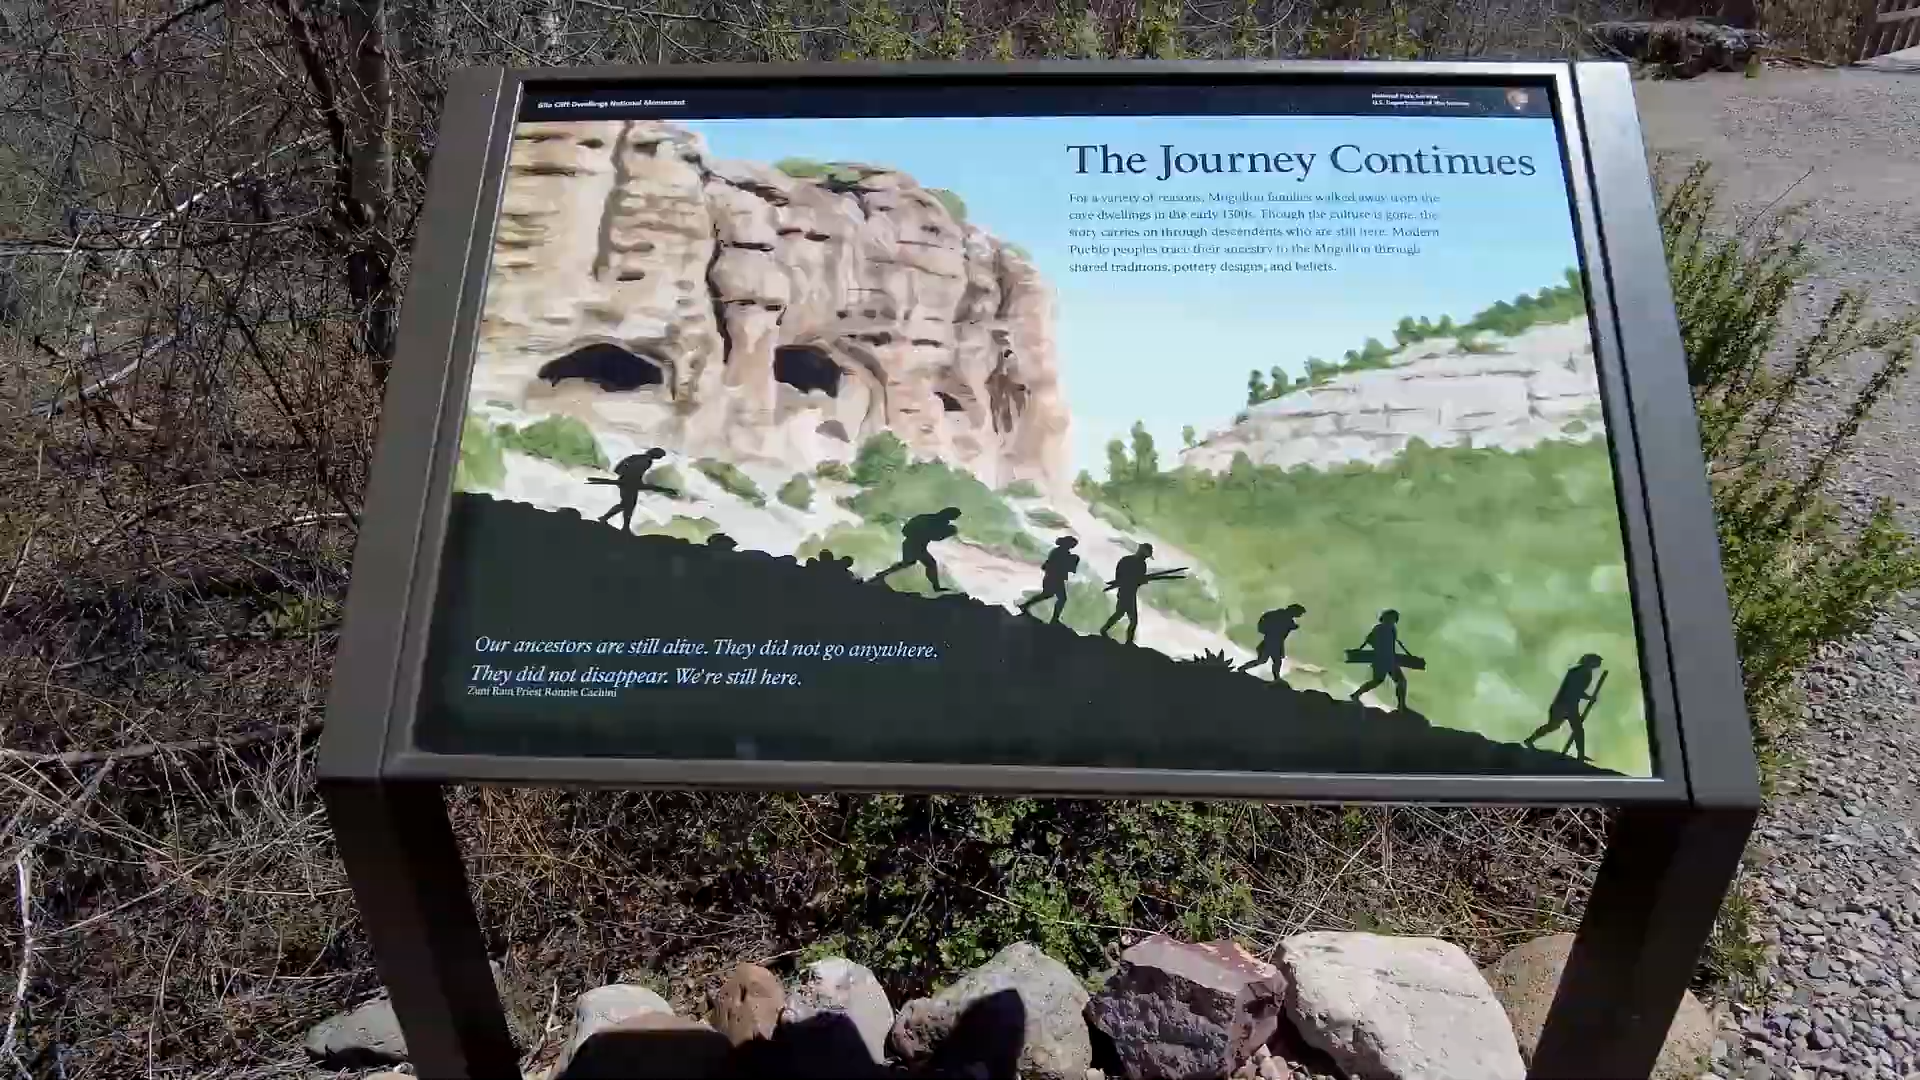 Gila Cliff Dwellings National Monument
National Park Service
U.S. Department of the Interior
The Journey Continues
For a variety of reasons, Mogollon families walked away from the
cave dwellings in the early 1300s. Though the culture is gone, the
story carries on through descendents who are still here. Modern
Pueblo peoples trace their ancestry to the Mogollon through
shared traditions, pottery designs, and beliefs.
Our ancestors are still alive. They did not go anywhere.
They did not disappear. We're still here.
Zuni Rain Priest Ronnie Cachini